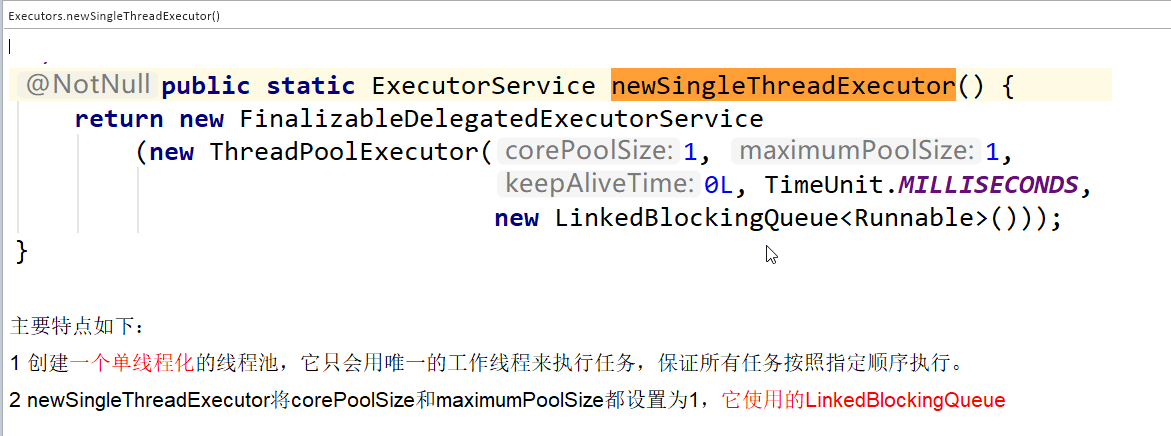 Executors.newSingleThreadExecutor()
@NotNull public static ExecutorService newSingleThreadExecutor() {
return new FinalizableDelegatedExecutorService
(new ThreadPoolExecutor( corePoolSize: 1, maximumPoolSize: 1,
keepAliveTime: 0L, TimeUnit.MILLISECONDS,
new LinkedBlockingQueue<Runnable>()));
}
主要特点如下：
1 创建一个单线程化的线程池，它只会用唯一的工作线程来执行任务，保证所有任务按照指定顺序执行。
2 newSingleThreadExecutor将corePoolSize和maximumPoolSize都设置为1，它使用的LinkedBlockingQueue